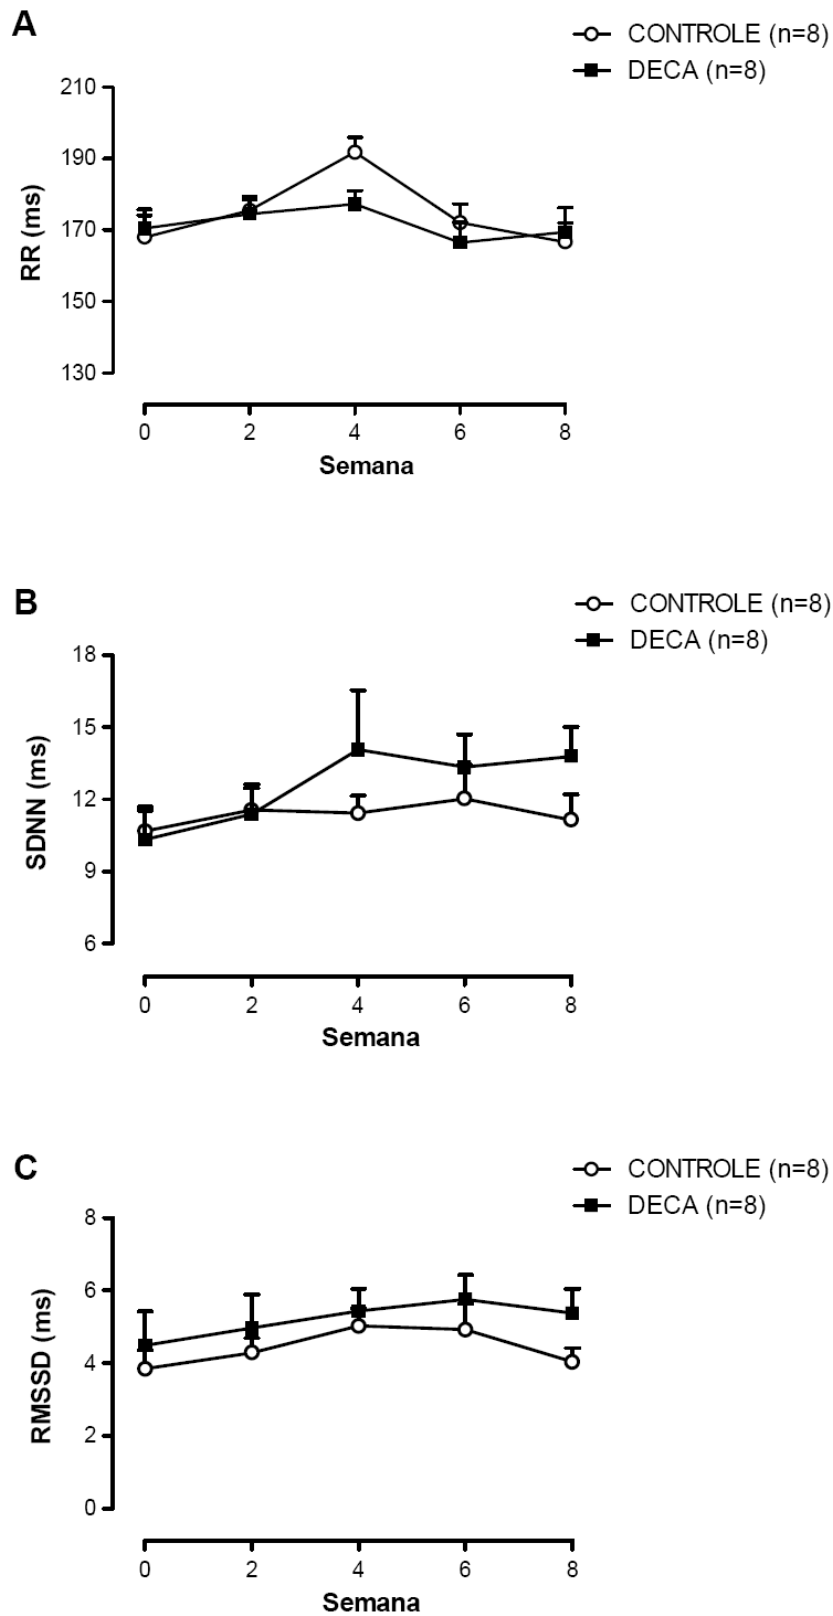 A
CONTROLE (n=8)
DECA (n=8)
210
190
170
150
130
RR (ms)
0 2 4 6 8
Semana
B
CONTROLE (n=8)
DECA (n=8)
18
15
12
9
6
SDNN (ms)
0 2 4 6 8
Semana
C
CONTROLE (n=8)
DECA (n=8)
8
6
4
2
0
RMSSD (ms)
0 2 4 6 8
Semana